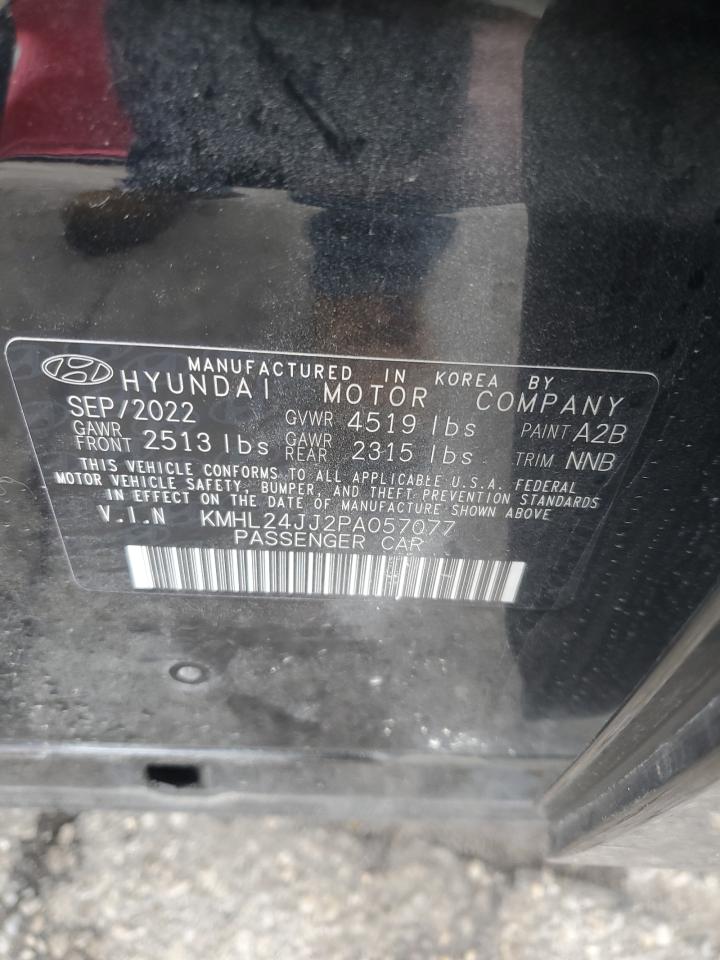 MANUFACTURED IN KOREA BY
HYUNDAI MOTOR COMPANY
SEP/2022 GVWR 4519 lbs PAINT A2B
GAWR FRONT 2513 lbs GAWR REAR 2315 lbs TRIM NNB
THIS VEHICLE CONFORMS TO ALL APPLICABLE U.S.A. FEDERAL
MOTOR VEHICLE SAFETY, BUMPER, AND THEFT PREVENTION STANDARDS
IN EFFECT ON THE DATE OF MANUFACTURE SHOWN ABOVE
V.I.N KMHL24JJ2PA057077
PASSENGER CAR